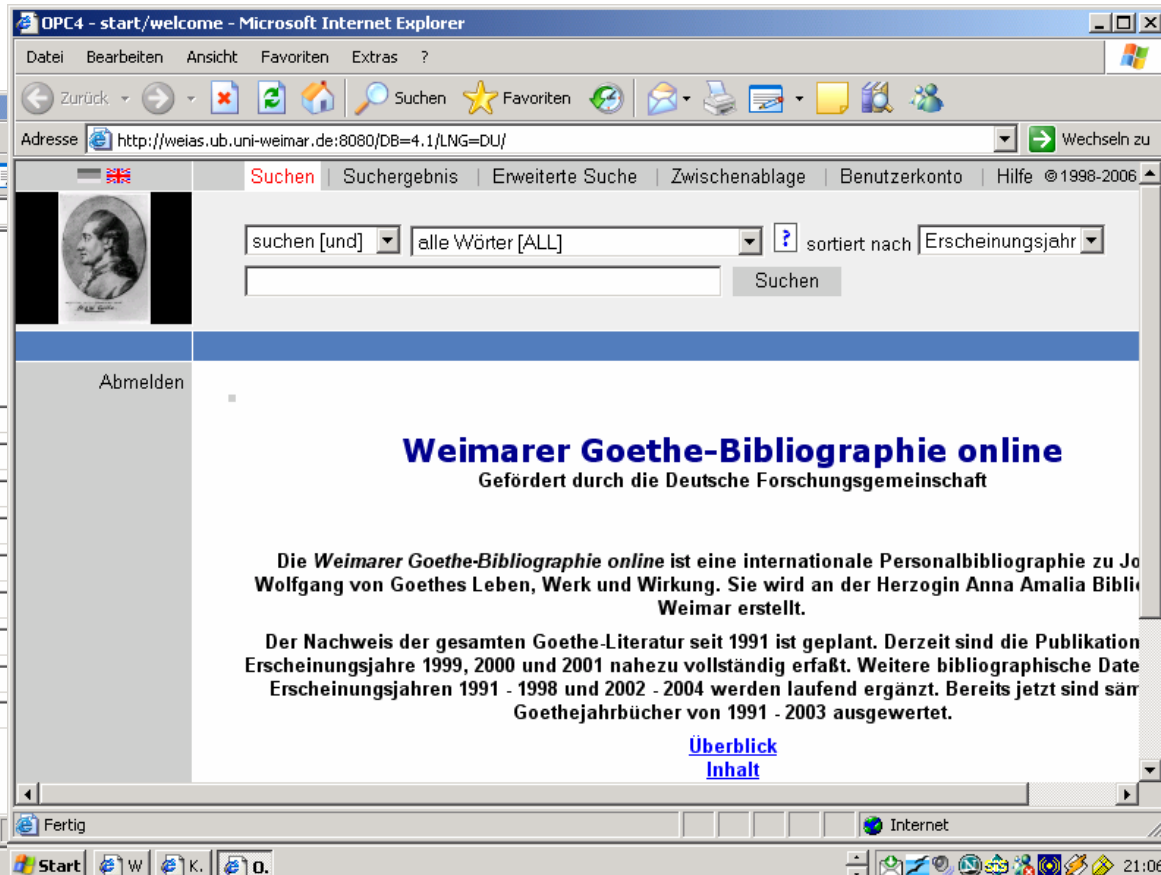 OPC4 - start/welcome - Microsoft Internet Explorer
Datei Bearbeiten Ansicht Favoriten Extras ?
Zurück Suchen Favoriten
Adresse http://weias.ub.uni-weimar.de:8080/DB=4.1/LNG=DU/ Wechseln zu
Suchen | Suchergebnis | Erweiterte Suche | Zwischenablage | Benutzerkonto | Hilfe ©1998-2006
suchen [und] alle Wörter [ALL] ? sortiert nach Erscheinungsjahr
Suchen
Abmelden
Weimarer Goethe-Bibliographie online
Gefördert durch die Deutsche Forschungsgemeinschaft
Die Weimarer Goethe-Bibliographie online ist eine internationale Personalbibliographie zu Jo
Wolfgang von Goethes Leben, Werk und Wirkung. Sie wird an der Herzogin Anna Amalia Bibli
Weimar erstellt.
Der Nachweis der gesamten Goethe-Literatur seit 1991 ist geplant. Derzeit sind die Publikation
Erscheinungsjahre 1999, 2000 und 2001 nahezu vollständig erfaßt. Weitere bibliographische Date
Erscheinungsjahren 1991 - 1998 und 2002 - 2004 werden laufend ergänzt. Bereits jetzt sind säm
Goethejahrbücher von 1991 - 2003 ausgewertet.
Überblick
Inhalt
Fertig Internet
Start W K. O. 21:06